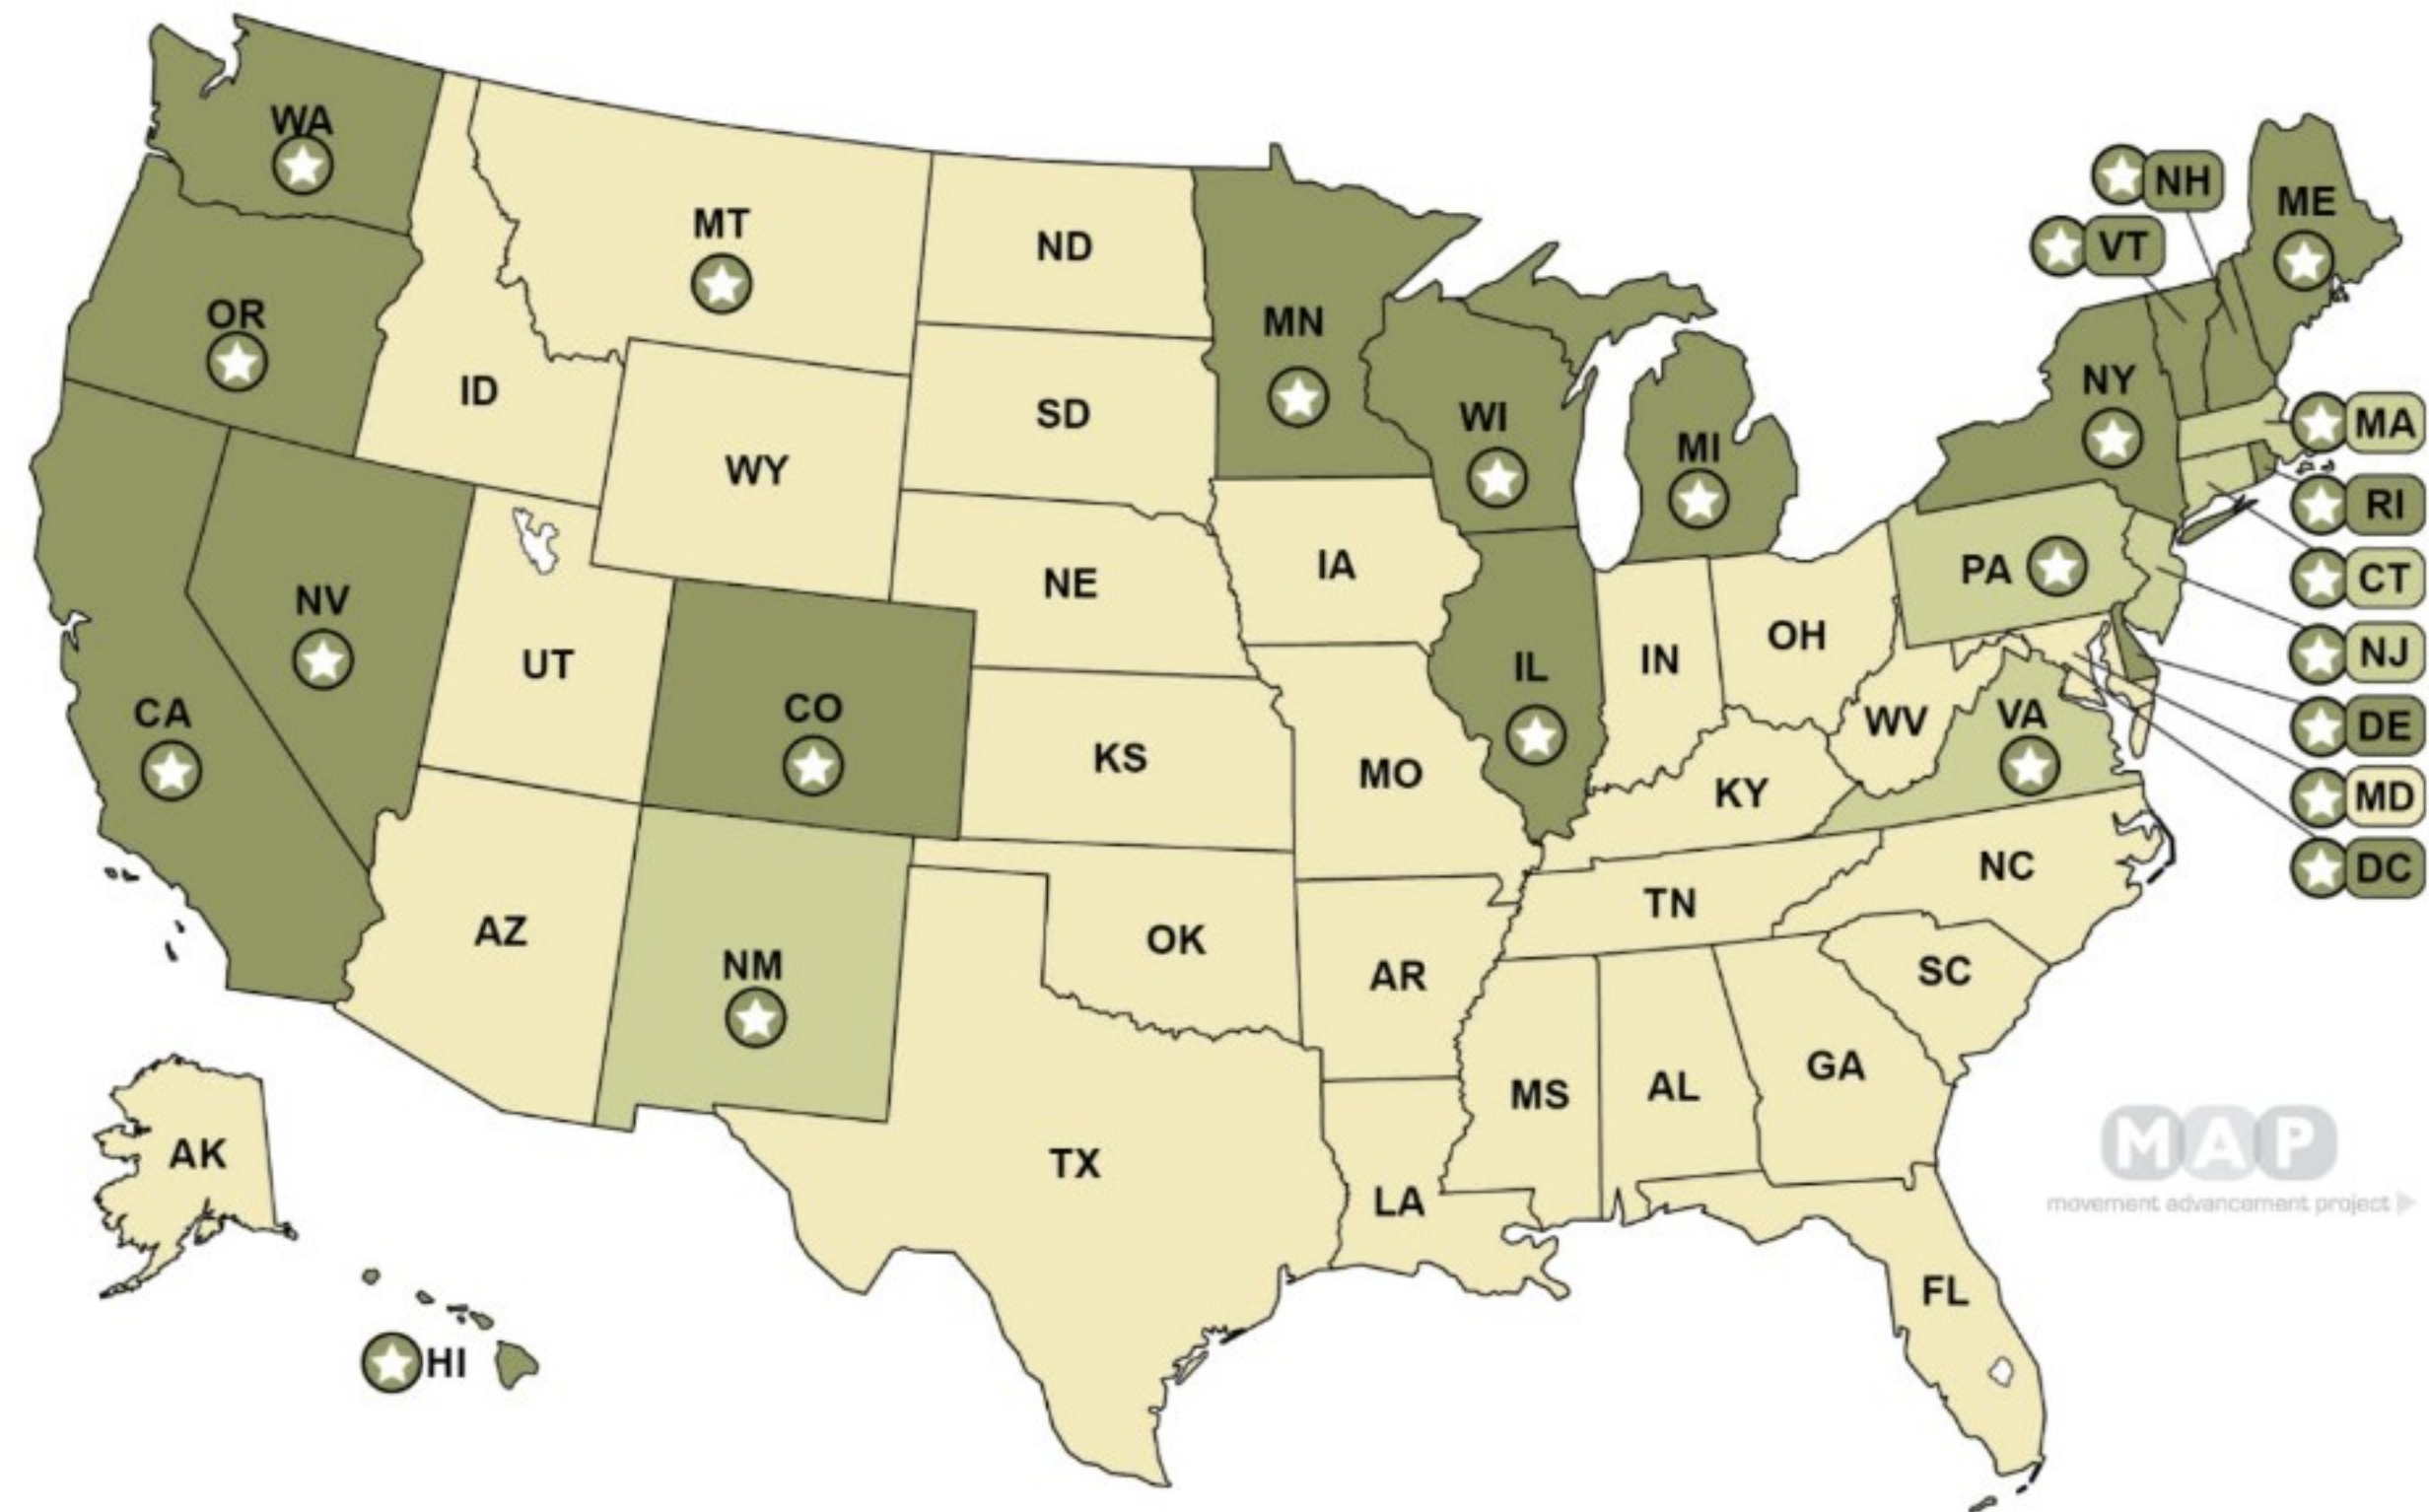 WA
MT
ND
NH
ME
VT
OR
MN
ID
SD
WI
NY
MI
MA
WY
RI
NE
IA
PA
CT
NV
OH
UT
IN
IL
NJ
CA
CO
KS
MO
WV
VA
DE
KY
MD
NC
DC
TN
AZ
OK
NM
AR
SC
GA
MS
AL
AK
TX
MAP
LA
movement advancement project
FL
HI